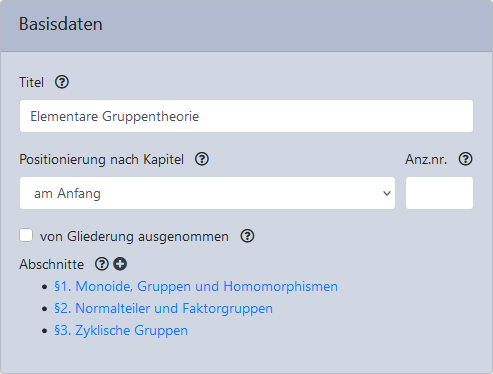 Basisdaten
Titel
Elementare Gruppentheorie
Positionierung nach Kapitel Anz.nr.
am Anfang
von Gliederung ausgenommen
Abschnitte
§1. Monoide, Gruppen und Homomorphismen
§2. Normalteiler und Faktorgruppen
§3. Zyklische Gruppen